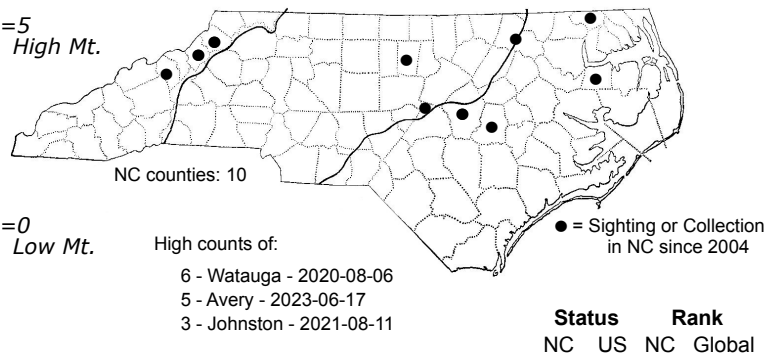 =5
High Mt.
NC counties: 10
=0
Low Mt.
High counts of:
6 - Watauga - 2020-08-06
5 - Avery - 2023-06-17
3 - Johnston - 2021-08-11
● = Sighting or Collection
in NC since 2004
Status Rank
NC US NC Global